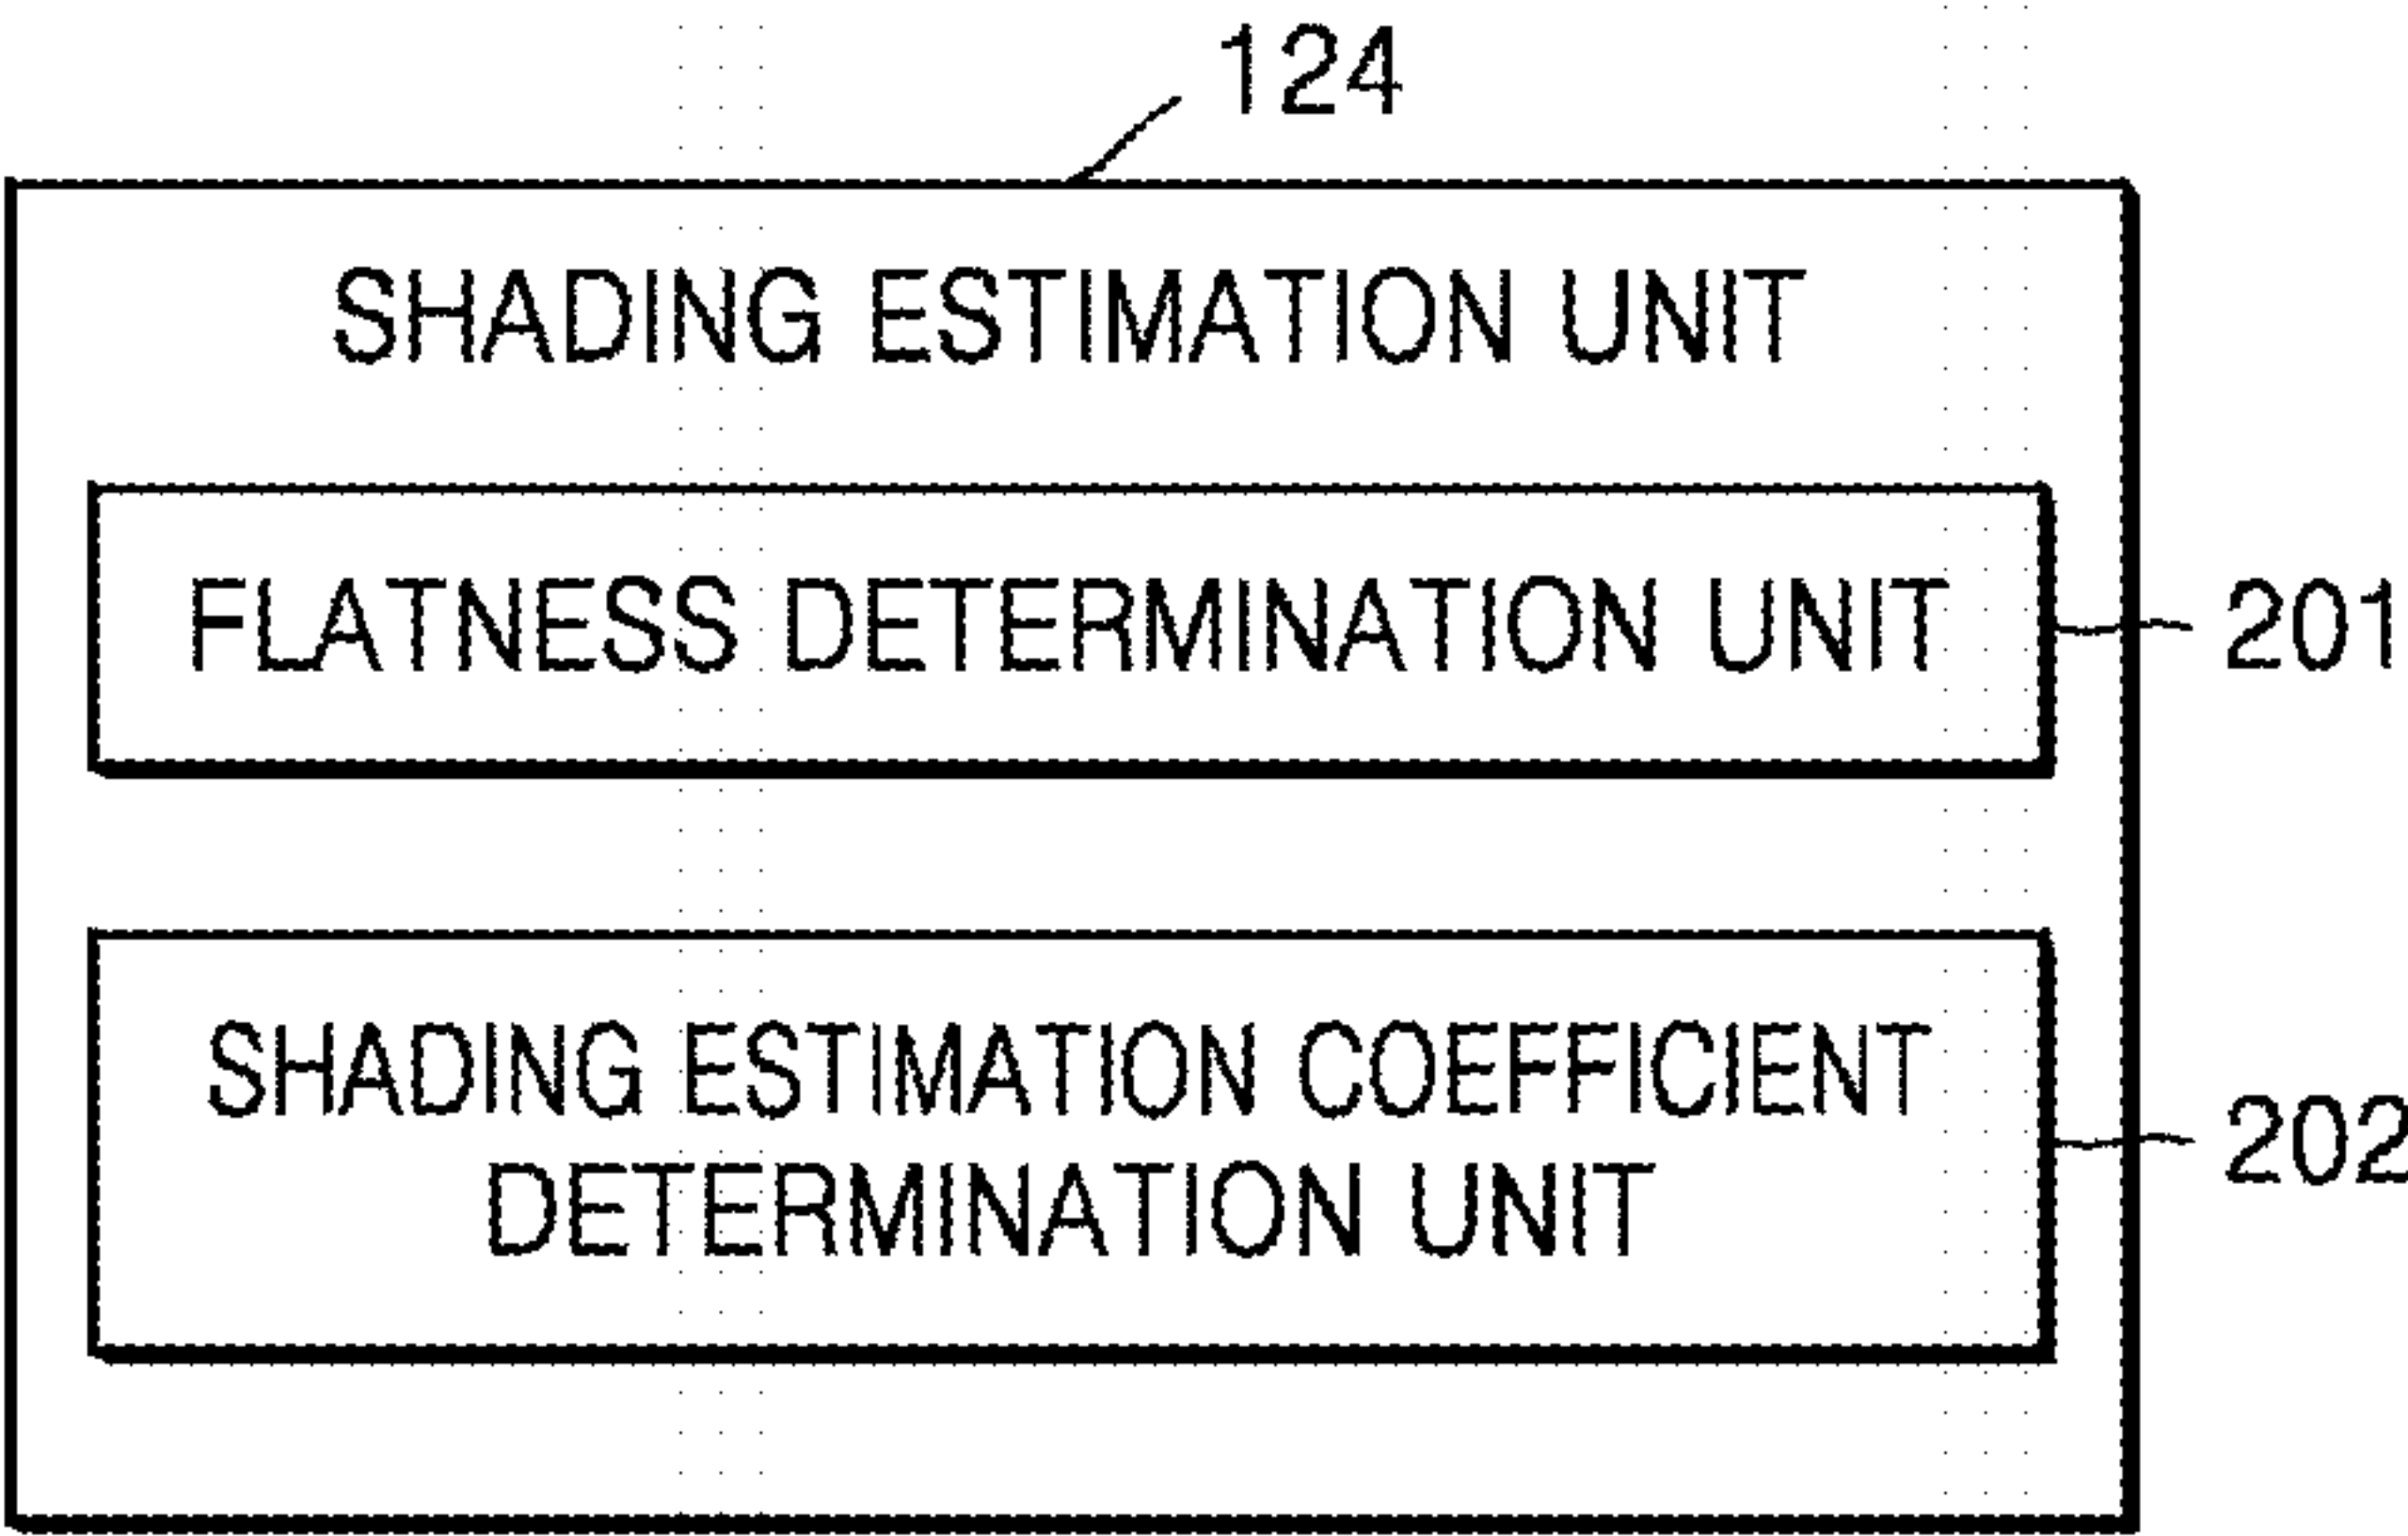 124
SHADING ESTIMATION UNIT
FLATNESS DETERMINATION UNIT
201
SHADING ESTIMATION COEFFICIENT
DETERMINATION UNIT
202